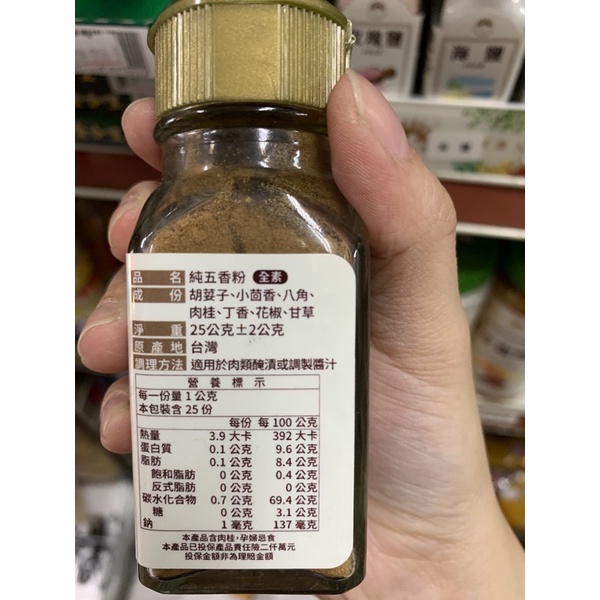 海鹽
品名 純五香粉 全素
成份 胡荽子、小茴香、八角、
肉桂、丁香、花椒、甘草
淨重 25公克±2公克
原產地 台灣
調理方法 適用於肉類醃漬或調製醬汁
營養標示
每一份量 1 公克
本包裝含 25 份
每份 每 100 公克
熱量 3.9 大卡 392 大卡
蛋白質 0.1 公克 9.6 公克
脂肪 0.1 公克 8.4 公克
飽和脂肪 0 公克 0.4 公克
反式脂肪 0 公克 0 公克
碳水化合物 0.7 公克 69.4 公克
糖 0 公克 3.1 公克
鈉 1 毫克 137 毫克
本產品含肉桂，孕婦忌食
本產品已投保產品責任險二仟萬元
投保金額非為理賠金額